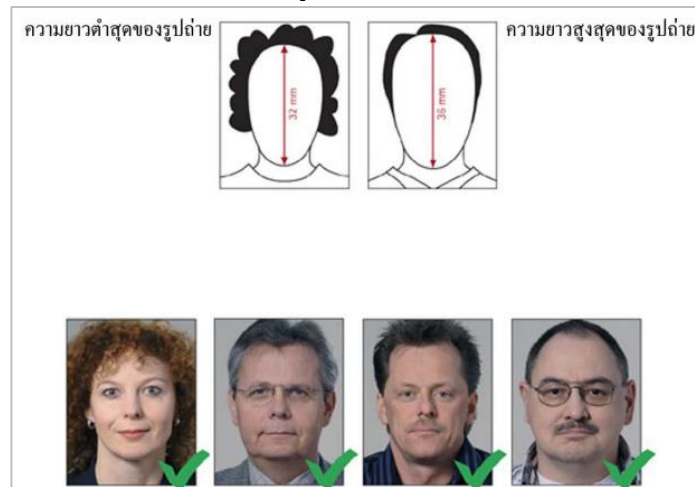 ความยาวต่ำสุดของรูปถ่าย
ความยาวสูงสุดของรูปถ่าย
32 mm
36 mm